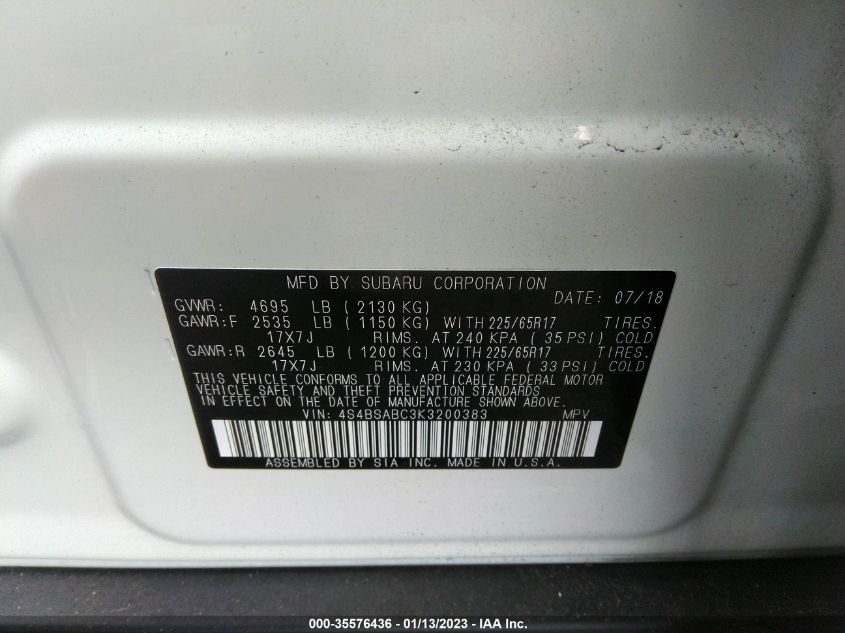 MFD BY SUBARU CORPORATION
DATE: 07/18
GVWR: 4695 LB ( 2130 KG)
GAWR:F 2535 LB ( 1150 KG) WITH 225/65R17 TIRES.
17X7J RIMS. AT 240 KPA ( 35 PSI) COLD
GAWR:R 2645 LB ( 1200 KG) WITH 225/65R17 TIRES.
17X7J RIMS. AT 230 KPA ( 33 PSI) COLD
THIS VEHICLE CONFORMS TO ALL APPLICABLE FEDERAL MOTOR
VEHICLE SAFETY AND THEFT PREVENTION STANDARDS
IN EFFECT ON THE DATE OF MANUFACTURE SHOWN ABOVE.
VIN: 4S4BSABC3K3200383 MPV
ASSEMBLED BY SIA INC. MADE IN U.S.A.
000-35576436 - 01/13/2023 - IAA Inc.